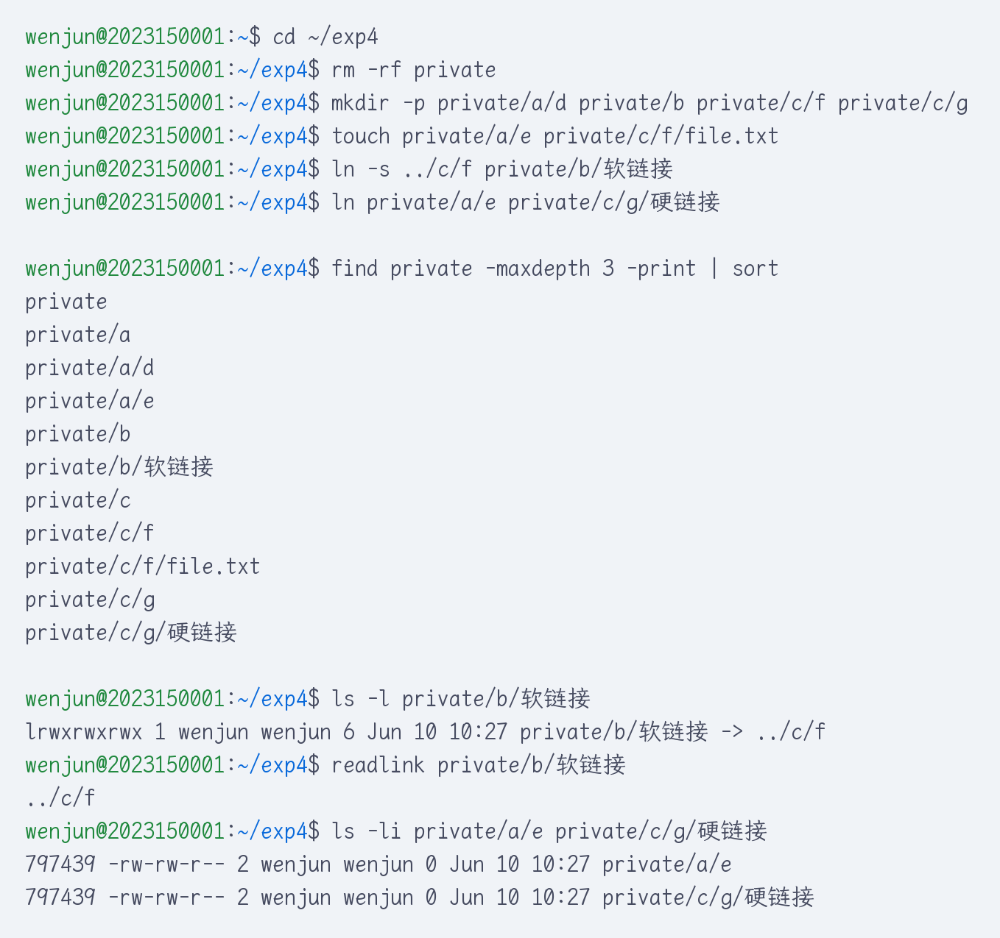 wenjun@2023150001:~$ cd ~/exp4
wenjun@2023150001:~/exp4$ rm -rf private
wenjun@2023150001:~/exp4$ mkdir -p private/a/d private/b private/c/f private/c/g
wenjun@2023150001:~/exp4$ touch private/a/e private/c/f/file.txt
wenjun@2023150001:~/exp4$ ln -s ../c/f private/b/软链接
wenjun@2023150001:~/exp4$ ln private/a/e private/c/g/硬链接

wenjun@2023150001:~/exp4$ find private -maxdepth 3 -print | sort
private
private/a
private/a/d
private/a/e
private/b
private/b/软链接
private/c
private/c/f
private/c/f/file.txt
private/c/g
private/c/g/硬链接

wenjun@2023150001:~/exp4$ ls -l private/b/软链接
lrwxrwxrwx 1 wenjun wenjun 6 Jun 10 10:27 private/b/软链接 -> ../c/f
wenjun@2023150001:~/exp4$ readlink private/b/软链接
../c/f
wenjun@2023150001:~/exp4$ ls -li private/a/e private/c/g/硬链接
797439 -rw-rw-r-- 2 wenjun wenjun 0 Jun 10 10:27 private/a/e
797439 -rw-rw-r-- 2 wenjun wenjun 0 Jun 10 10:27 private/c/g/硬链接